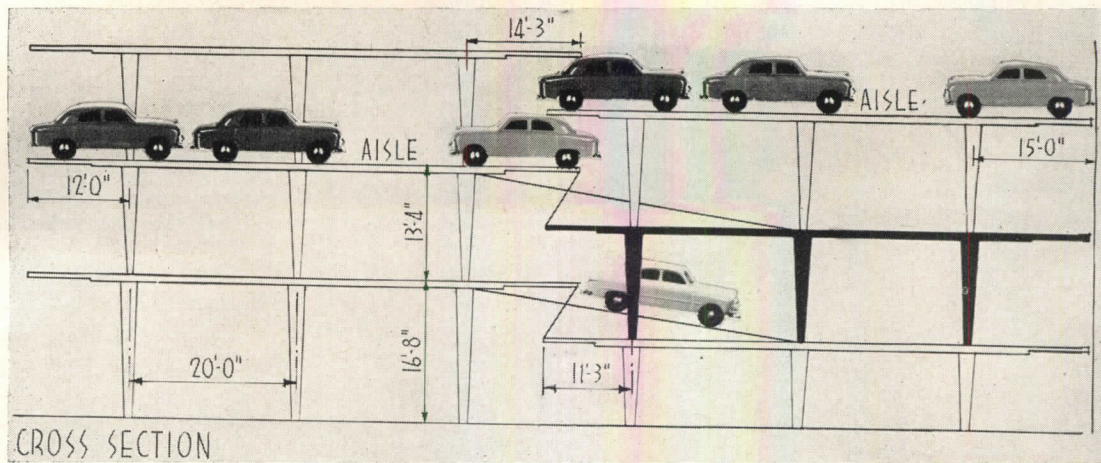 14'-3"
AISLE
AISLE
15'-0"
12'-0"
13'-4"
16'-8"
20'-0"
11'-3"
CROSS SECTION